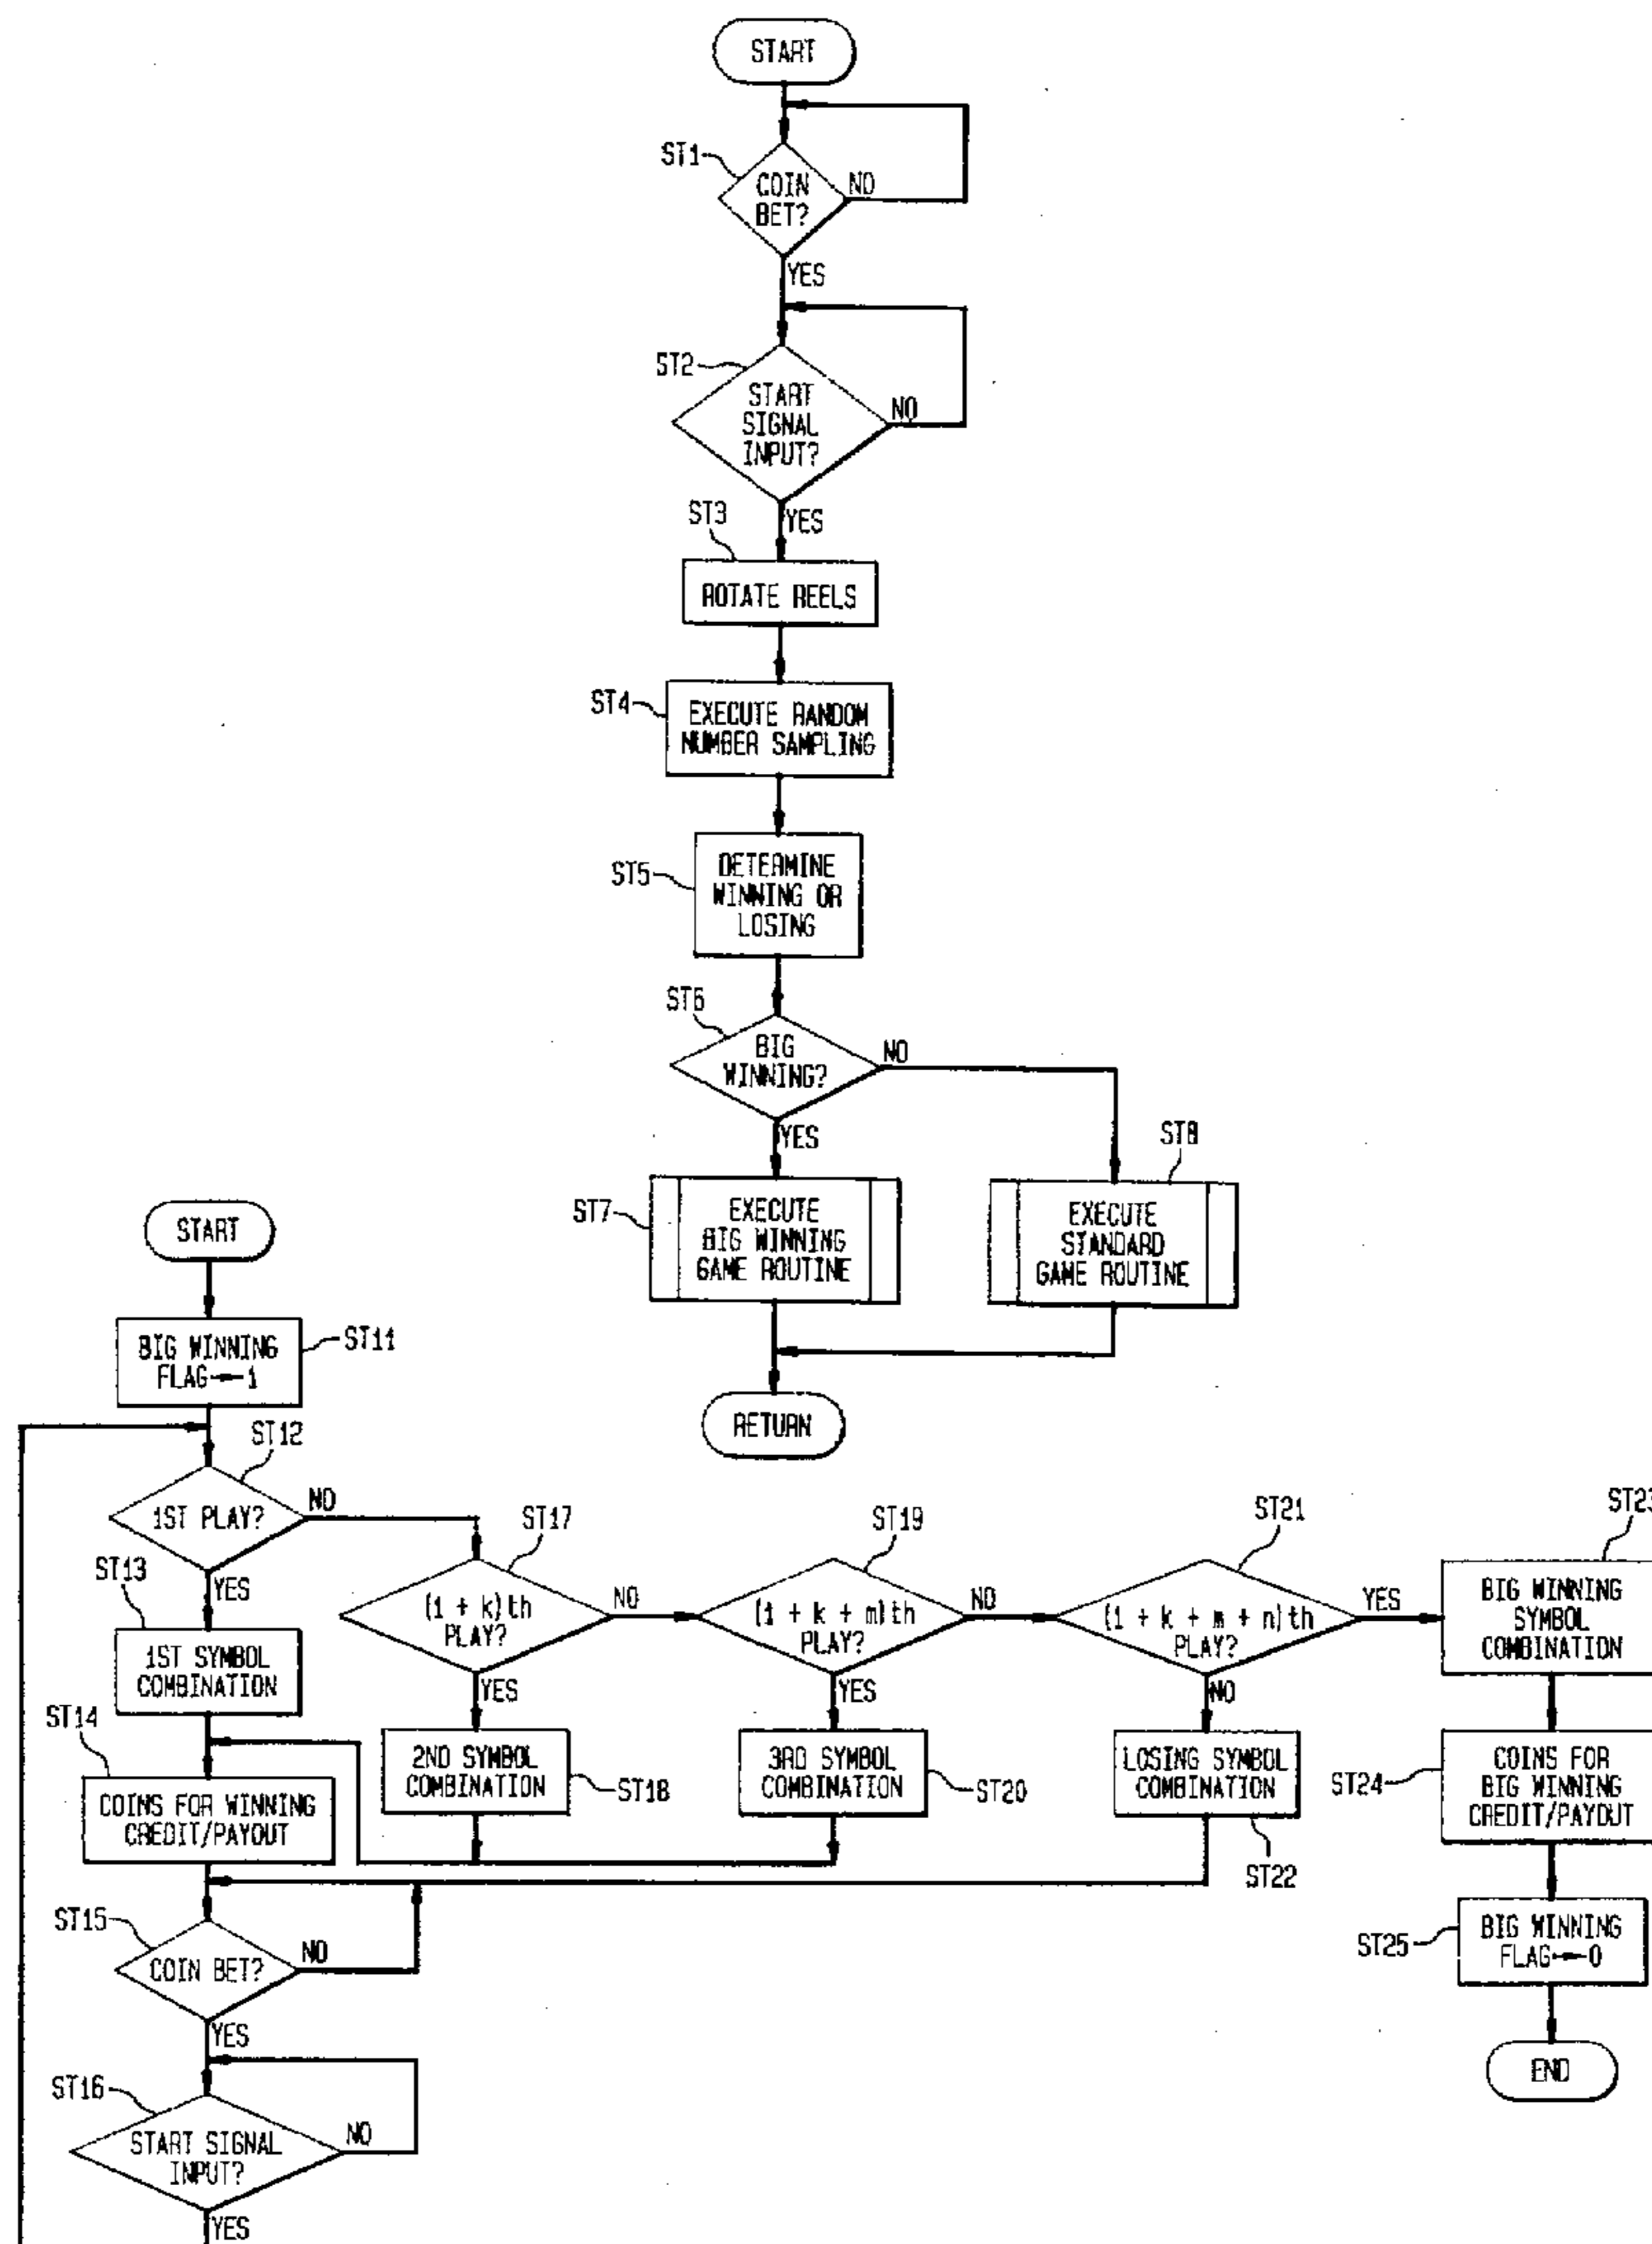 START
ST1
COIN
BET?
NO
YES
ST2
START
SIGNAL
INPUT?
NO
YES
ST3
ROTATE REELS
ST4
EXECUTE RANDOM
NUMBER SAMPLING
ST5
DETERMINE
WINNING OR
LOSING
ST6
BIG
WINNING?
NO
YES
ST7
EXECUTE
BIG WINNING
GAME ROUTINE
ST8
EXECUTE
STANDARD
GAME ROUTINE
RETURN
START
BIG WINNING
FLAG←1
ST11
ST12
1ST PLAY?
NO
YES
ST13
1ST SYMBOL
COMBINATION
ST14
COINS FOR WINNING
CREDIT/PAYOUT
ST15
COIN BET?
NO
YES
ST16
START SIGNAL
INPUT?
NO
YES
ST17
(1 + k)th
PLAY?
NO
YES
2ND SYMBOL
COMBINATION
ST18
ST19
(1 + k + m)th
PLAY?
NO
YES
3RD SYMBOL
COMBINATION
ST20
ST21
(1 + k + m + n)th
PLAY?
YES
NO
LOSING SYMBOL
COMBINATION
ST22
ST23
BIG WINNING
SYMBOL
COMBINATION
ST24
COINS FOR
BIG WINNING
CREDIT/PAYOUT
ST25
BIG WINNING
FLAG←0
END